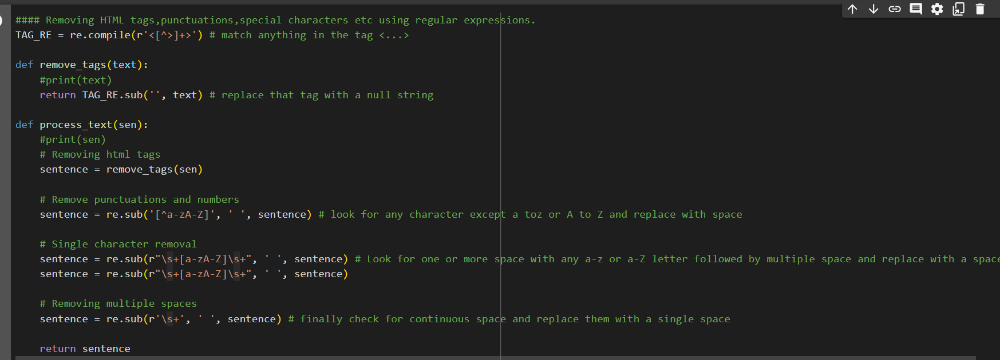 #### Removing HTML tags,punctuations,special characters etc using regular expressions.
TAG_RE = re.compile(r'<[^>]+>') # match anything in the tag <...>
def remove_tags(text):
    #print(text)
    return TAG_RE.sub('', text) # replace that tag with a null string
def process_text(sen):
    #print(sen)
    # Removing html tags
    sentence = remove_tags(sen)
    # Remove punctuations and numbers
    sentence = re.sub('[^a-zA-Z]', ' ', sentence) # look for any character except a toz or A to Z and replace with space
    # Single character removal
    sentence = re.sub(r"\s+[a-zA-Z]\s+", ' ', sentence) # Look for one or more space with any a-z or a-Z letter followed by multiple space and replace with a space
    sentence = re.sub(r"\s+[a-zA-Z]\s+", ' ', sentence)
    # Removing multiple spaces
    sentence = re.sub(r'\s+', ' ', sentence) # finally check for continuous space and replace them with a single space
    return sentence